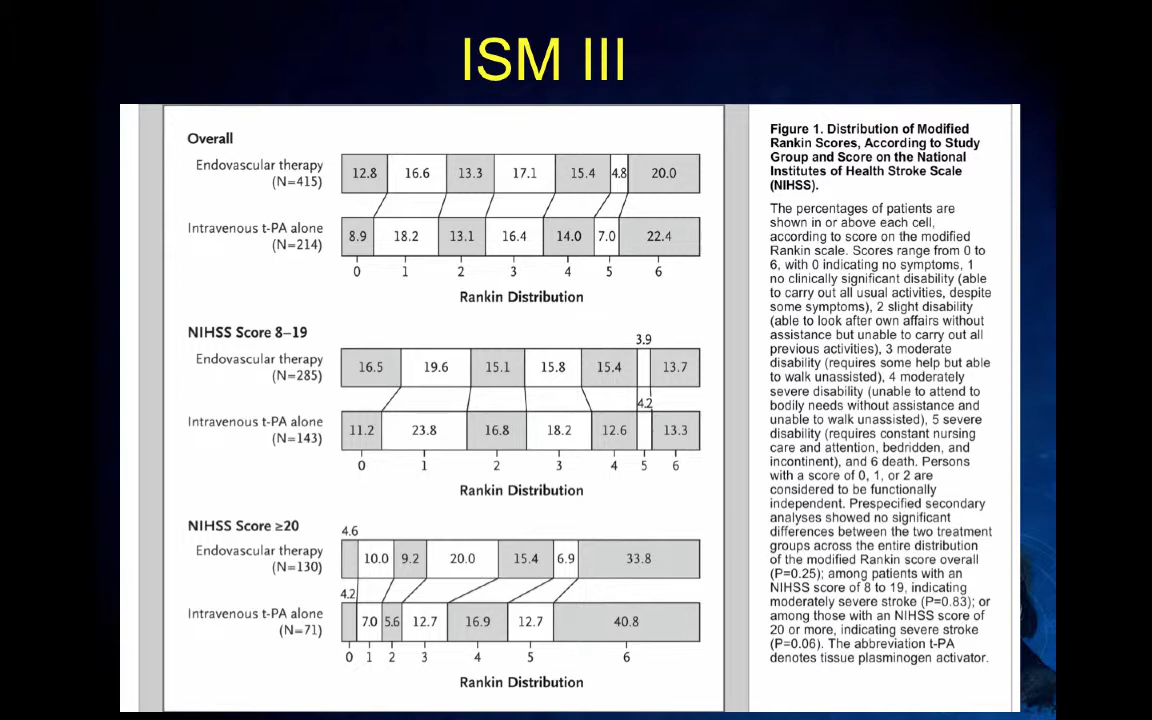 ISM III
Overall
Endovascular therapy
(N=415)
12.8 16.6 13.3 17.1 15.4 4.8 20.0
Intravenous t-PA alone
(N=214)
8.9 18.2 13.1 16.4 14.0 7.0 22.4
0 1 2 3 4 5 6
Rankin Distribution
NIHSS Score 8–19
3.9
Endovascular therapy
(N=285)
16.5 19.6 15.1 15.8 15.4 13.7
4.2
Intravenous t-PA alone
(N=143)
11.2 23.8 16.8 18.2 12.6 13.3
0 1 2 3 4 5 6
Rankin Distribution
NIHSS Score ≥20
4.6
Endovascular therapy
(N=130)
10.0 9.2 20.0 15.4 6.9 33.8
4.2
Intravenous t-PA alone
(N=71)
7.0 5.6 12.7 16.9 12.7 40.8
0 1 2 3 4 5 6
Rankin Distribution
Figure 1. Distribution of Modified
Rankin Scores, According to Study
Group and Score on the National
Institutes of Health Stroke Scale
(NIHSS).
The percentages of patients are
shown in or above each cell,
according to score on the modified
Rankin scale. Scores range from 0 to
6, with 0 indicating no symptoms, 1
no clinically significant disability (able
to carry out all usual activities, despite
some symptoms), 2 slight disability
(able to look after own affairs without
assistance but unable to carry out all
previous activities), 3 moderate
disability (requires some help but able
to walk unassisted), 4 moderately
severe disability (unable to attend to
bodily needs without assistance and
unable to walk unassisted), 5 severe
disability (requires constant nursing
care and attention, bedridden, and
incontinent), and 6 death. Persons
with a score of 0, 1, or 2 are
considered to be functionally
independent. Prespecified secondary
analyses showed no significant
differences between the two treatment
groups across the entire distribution
of the modified Rankin score overall
(P=0.25); among patients with an
NIHSS score of 8 to 19, indicating
moderately severe stroke (P=0.83); or
among those with an NIHSS score of
20 or more, indicating severe stroke
(P=0.06). The abbreviation t-PA
denotes tissue plasminogen activator.